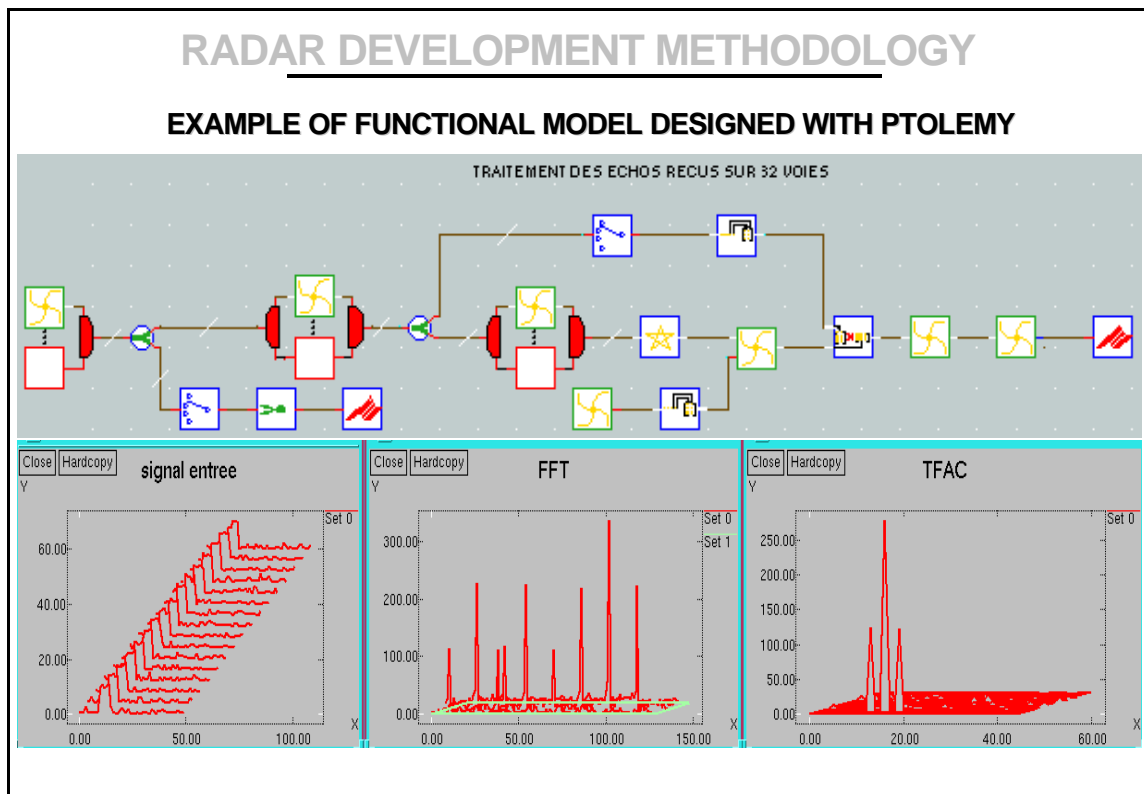 RADAR DEVELOPMENT METHODOLOGY
EXAMPLE OF FUNCTIONAL MODEL DESIGNED WITH PTOLEMY
TRAITEMENT DES ECHOS RECUS SUR 32 VOIES
Close Hardcopy signal entree
Y
Set 0
60.00
40.00
20.00
0.00
X
0.00 50.00 100.00
Close Hardcopy FFT
Y
Set 0
Set 1
300.00
200.00
100.00
0.00
X
0.00 50.00 100.00 150.00
Close Hardcopy TFAC
Y
Set 0
250.00
200.00
150.00
100.00
50.00
0.00
X
0.00 20.00 40.00 60.00